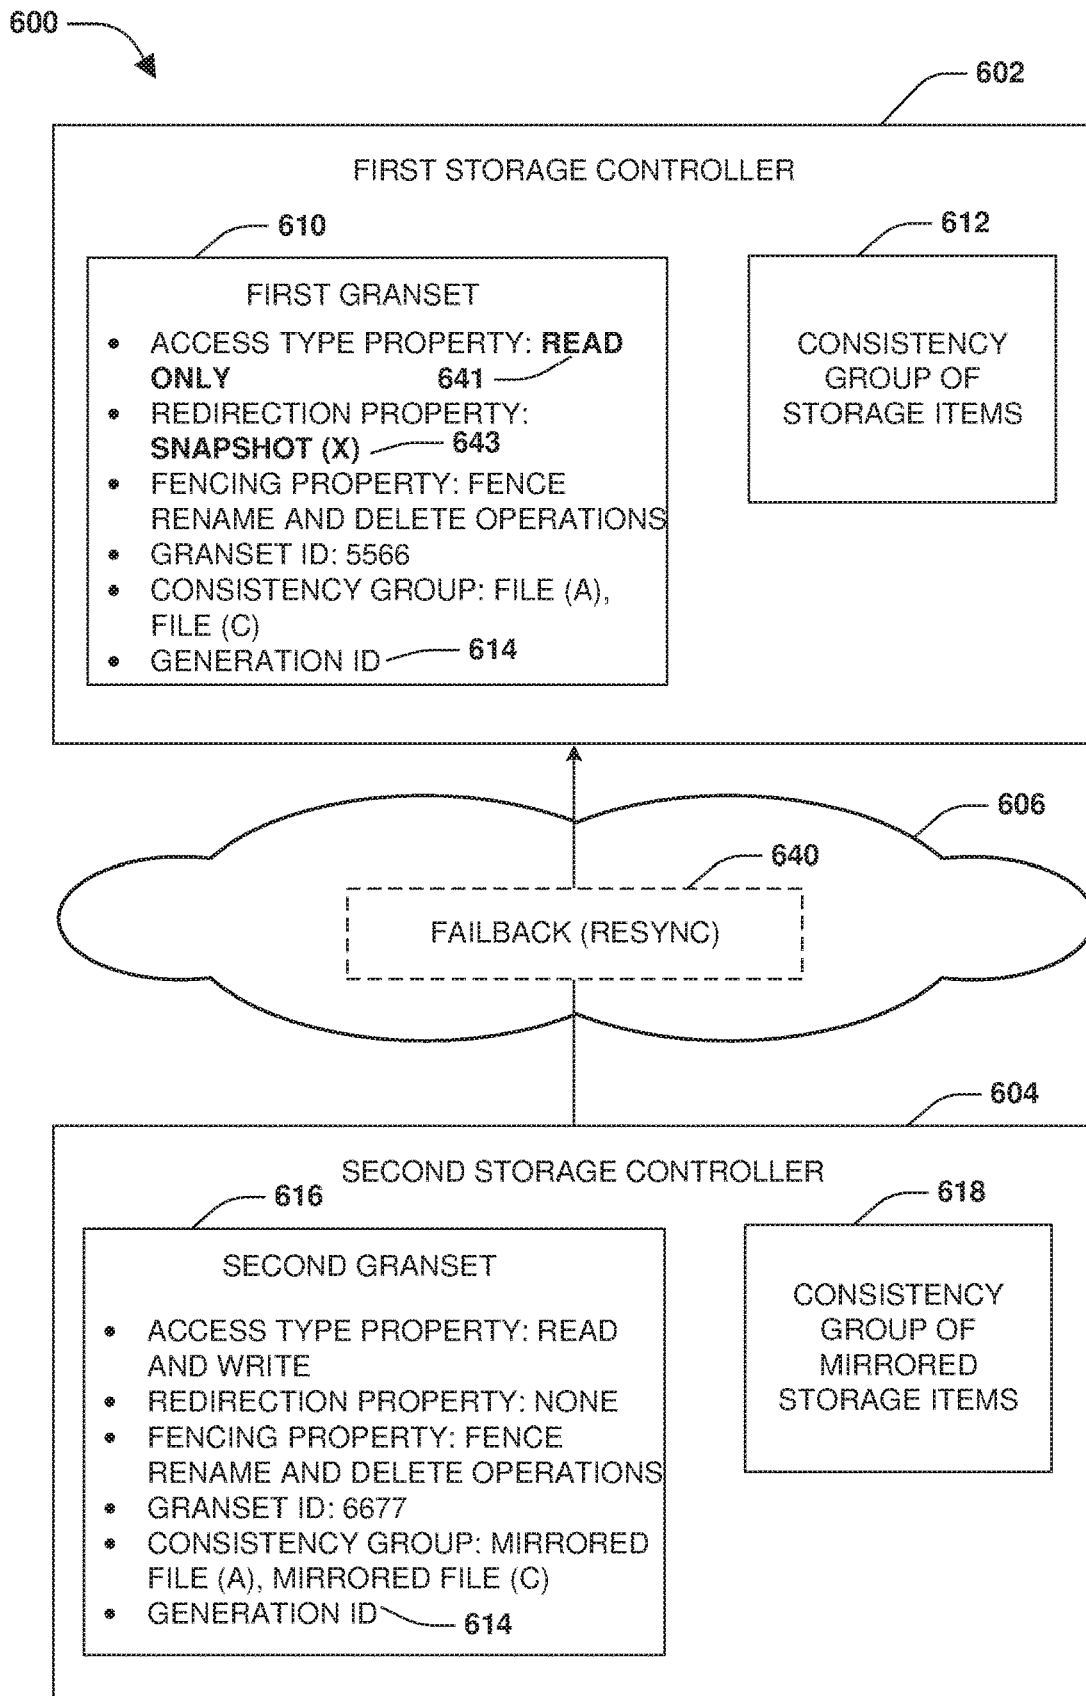 600
602
FIRST STORAGE CONTROLLER
610
612
FIRST GRANSET
• ACCESS TYPE PROPERTY: READ
ONLY 641
• REDIRECTION PROPERTY:
SNAPSHOT (X) 643
• FENCING PROPERTY: FENCE
RENAME AND DELETE OPERATIONS
• GRANSET ID: 5566
• CONSISTENCY GROUP: FILE (A),
FILE (C)
• GENERATION ID 614
CONSISTENCY
GROUP OF
STORAGE ITEMS
606
640
FAILBACK (RESYNC)
604
SECOND STORAGE CONTROLLER
616
618
SECOND GRANSET
• ACCESS TYPE PROPERTY: READ
AND WRITE
• REDIRECTION PROPERTY: NONE
• FENCING PROPERTY: FENCE
RENAME AND DELETE OPERATIONS
• GRANSET ID: 6677
• CONSISTENCY GROUP: MIRRORED
FILE (A), MIRRORED FILE (C)
• GENERATION ID 614
CONSISTENCY
GROUP OF
MIRRORED
STORAGE ITEMS